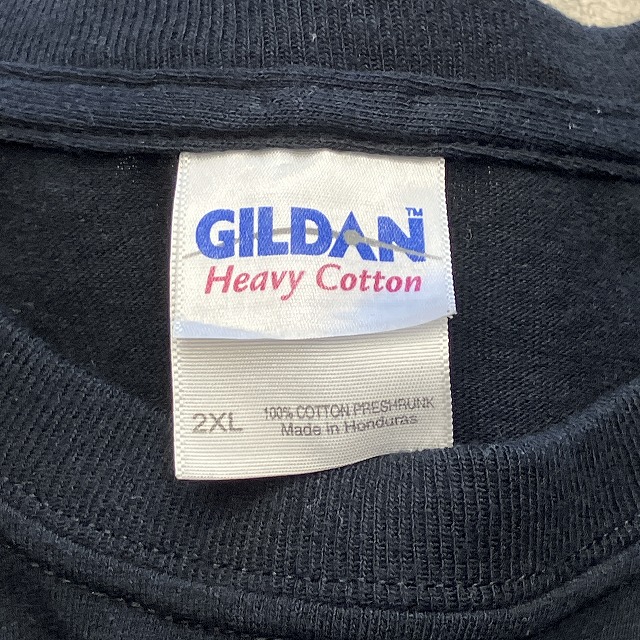 GILDAN™
Heavy Cotton
2XL
100% COTTON PRESHRUNK
Made in Honduras